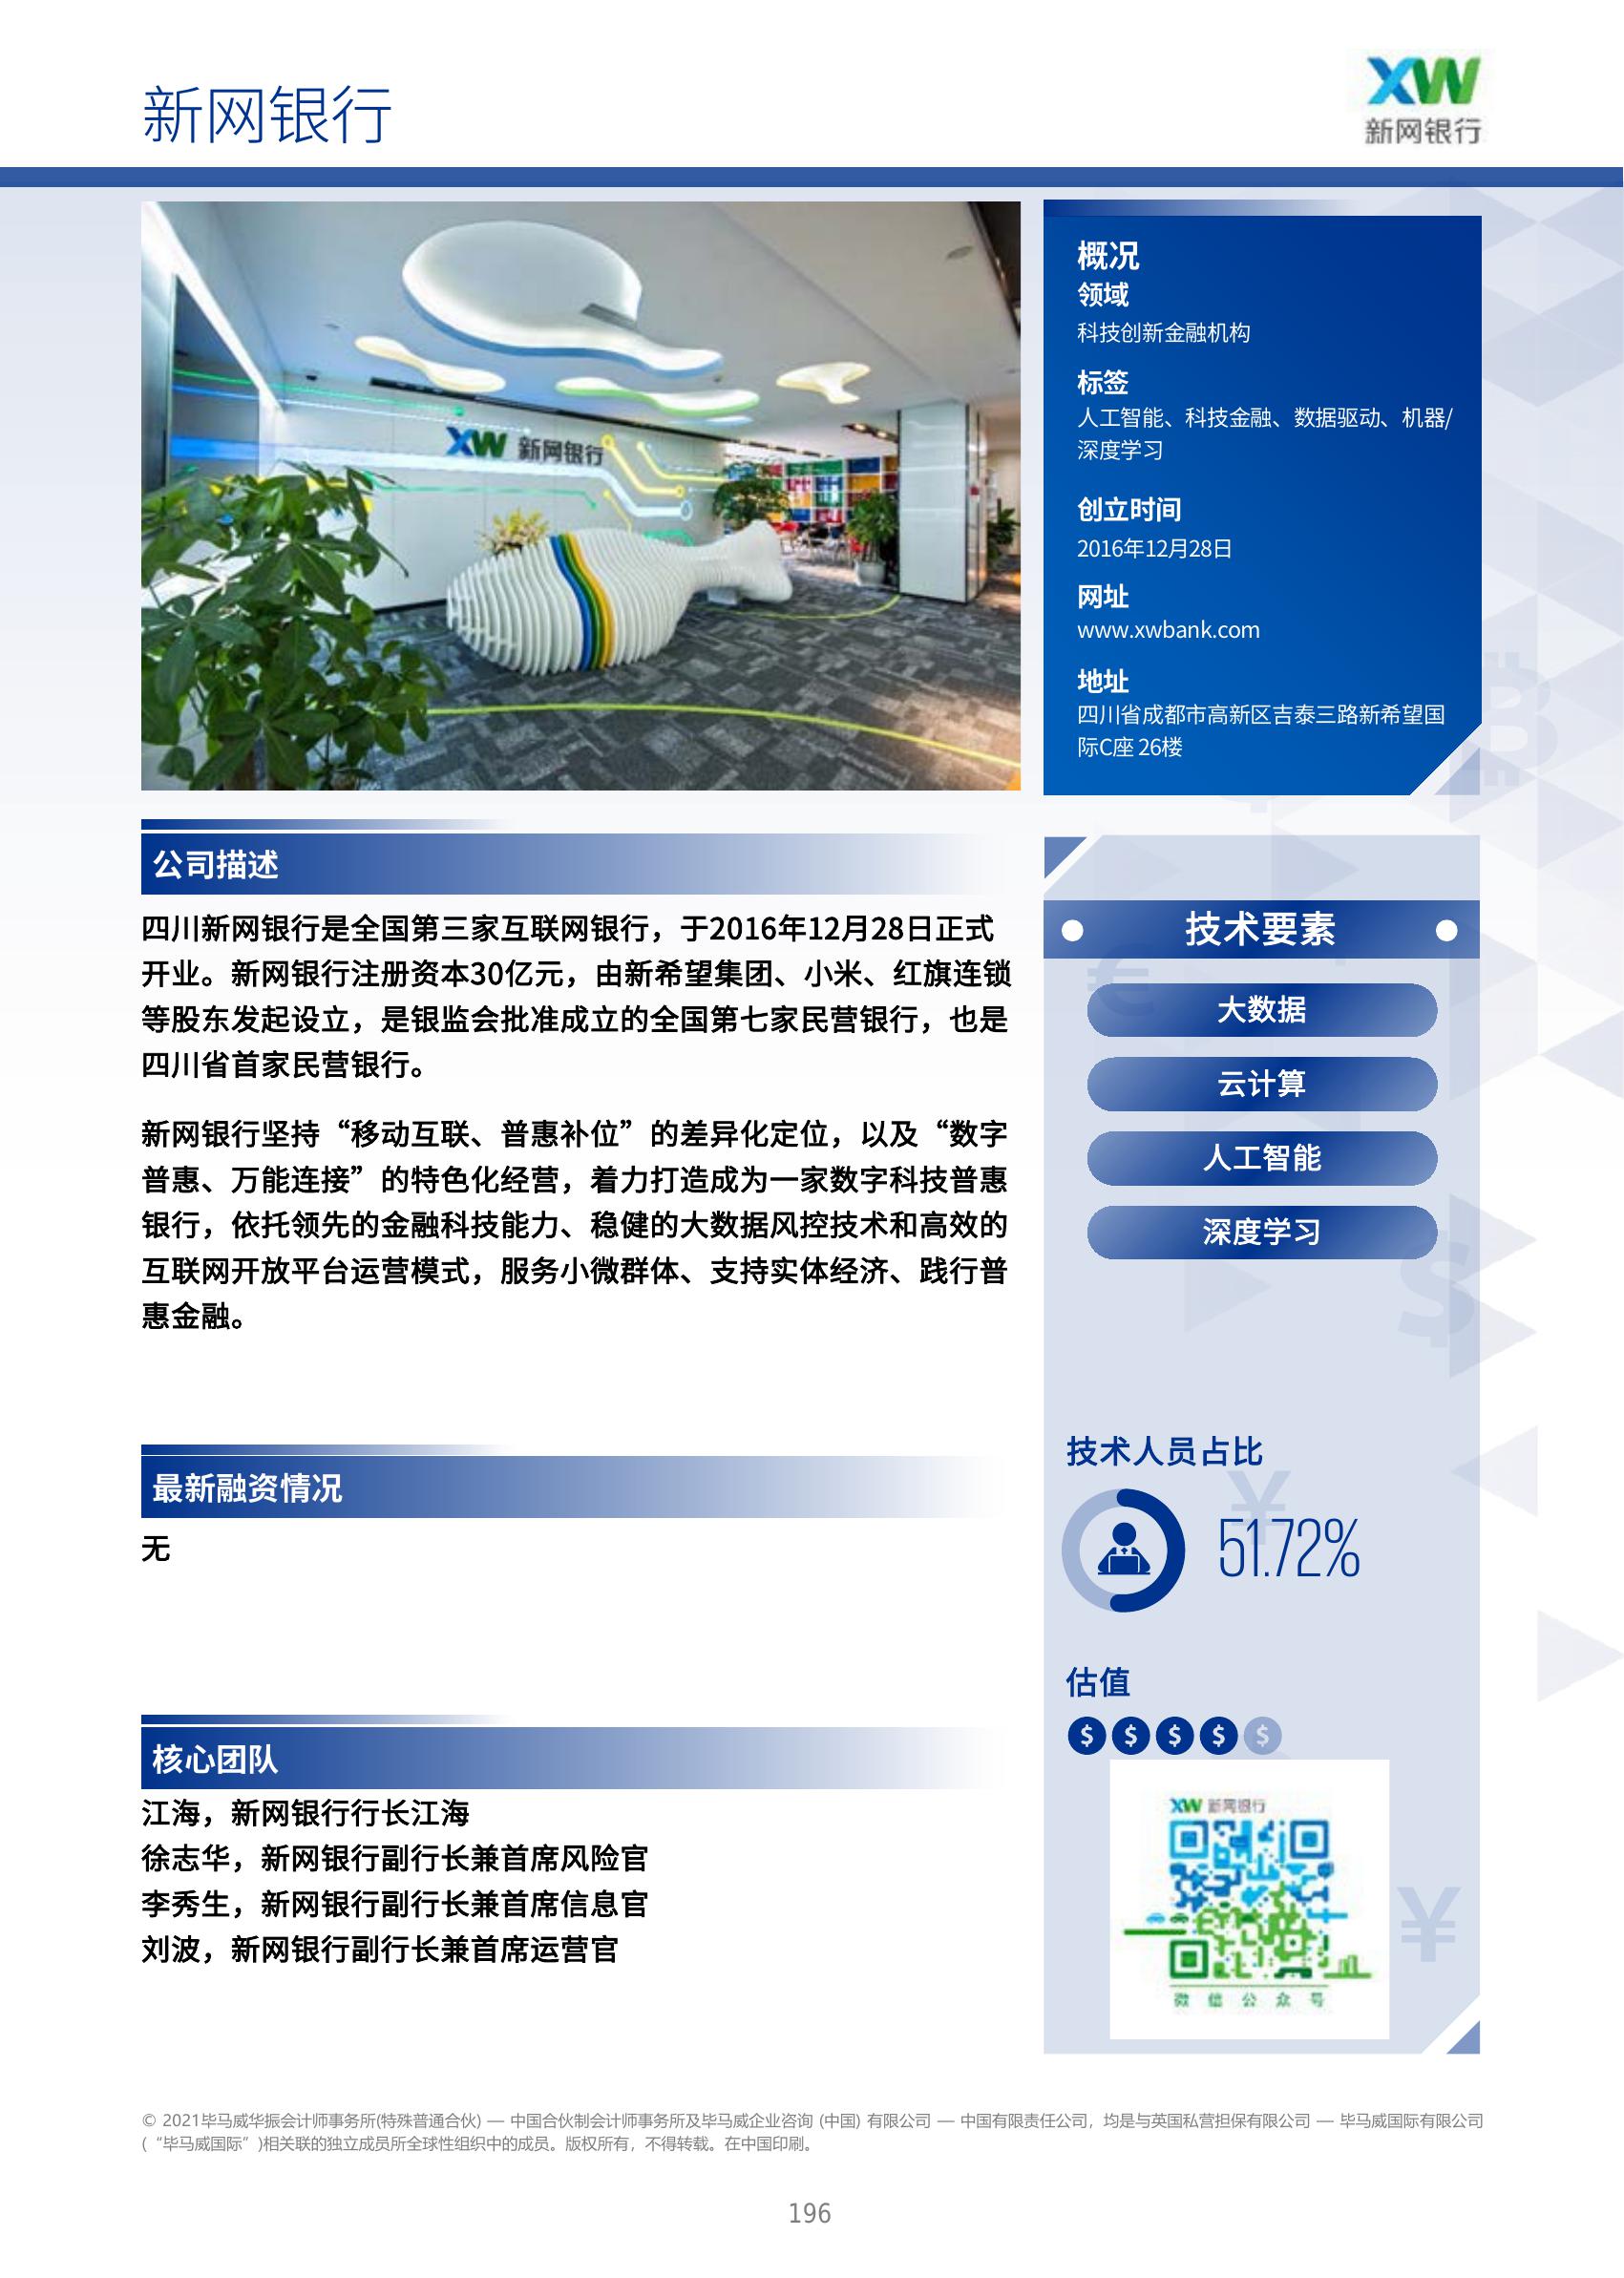 新网银行
XW
新网银行
XW 新网银行
概况
领域
科技创新金融机构
标签
人工智能、科技金融、数据驱动、机器/
深度学习
创立时间
2016年12月28日
网址
www.xwbank.com
地址
四川省成都市高新区吉泰三路新希望国
际C座 26楼
公司描述
四川新网银行是全国第三家互联网银行，于2016年12月28日正式
开业。新网银行注册资本30亿元，由新希望集团、小米、红旗连锁
等股东发起设立，是银监会批准成立的全国第七家民营银行，也是
四川省首家民营银行。
新网银行坚持“移动互联、普惠补位”的差异化定位，以及“数字
普惠、万能连接”的特色化经营，着力打造成为一家数字科技普惠
银行，依托领先的金融科技能力、稳健的大数据风控技术和高效的
互联网开放平台运营模式，服务小微群体、支持实体经济、践行普
惠金融。
最新融资情况
无
核心团队
江海，新网银行行长江海
徐志华，新网银行副行长兼首席风险官
李秀生，新网银行副行长兼首席信息官
刘波，新网银行副行长兼首席运营官
技术要素
大数据
云计算
人工智能
深度学习
技术人员占比
51.72%
估值
$ $ $ $ $
XW 新网银行
微信公众号
© 2021毕马威华振会计师事务所(特殊普通合伙) — 中国合伙制会计师事务所及毕马威企业咨询 (中国) 有限公司 — 中国有限责任公司，均是与英国私营担保有限公司 — 毕马威国际有限公司
(“毕马威国际”)相关联的独立成员所全球性组织中的成员。版权所有，不得转载。在中国印刷。
196